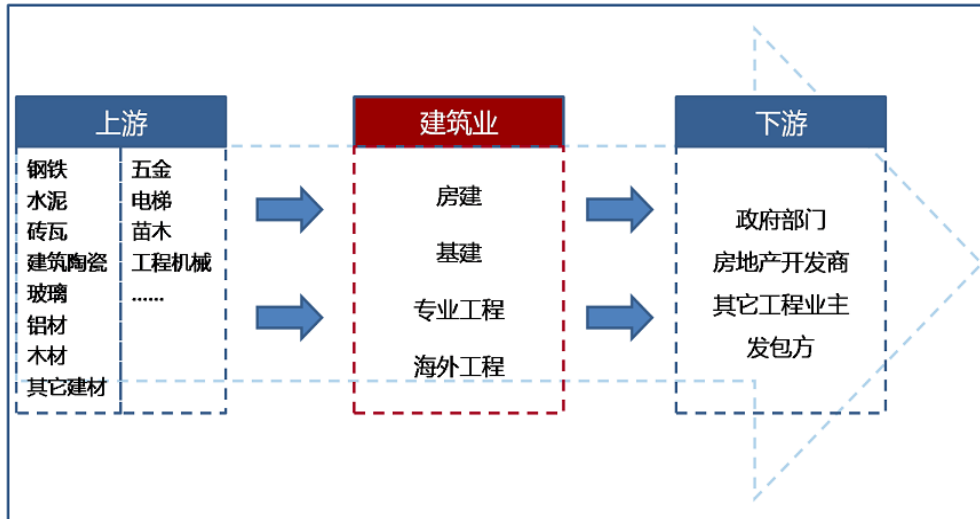 上游
钢铁
水泥
砖瓦
建筑陶瓷
玻璃
铝材
木材
其它建材
五金
电梯
苗木
工程机械
......
建筑业
房建
基建
专业工程
海外工程
下游
政府部门
房地产开发商
其它工程业主
发包方